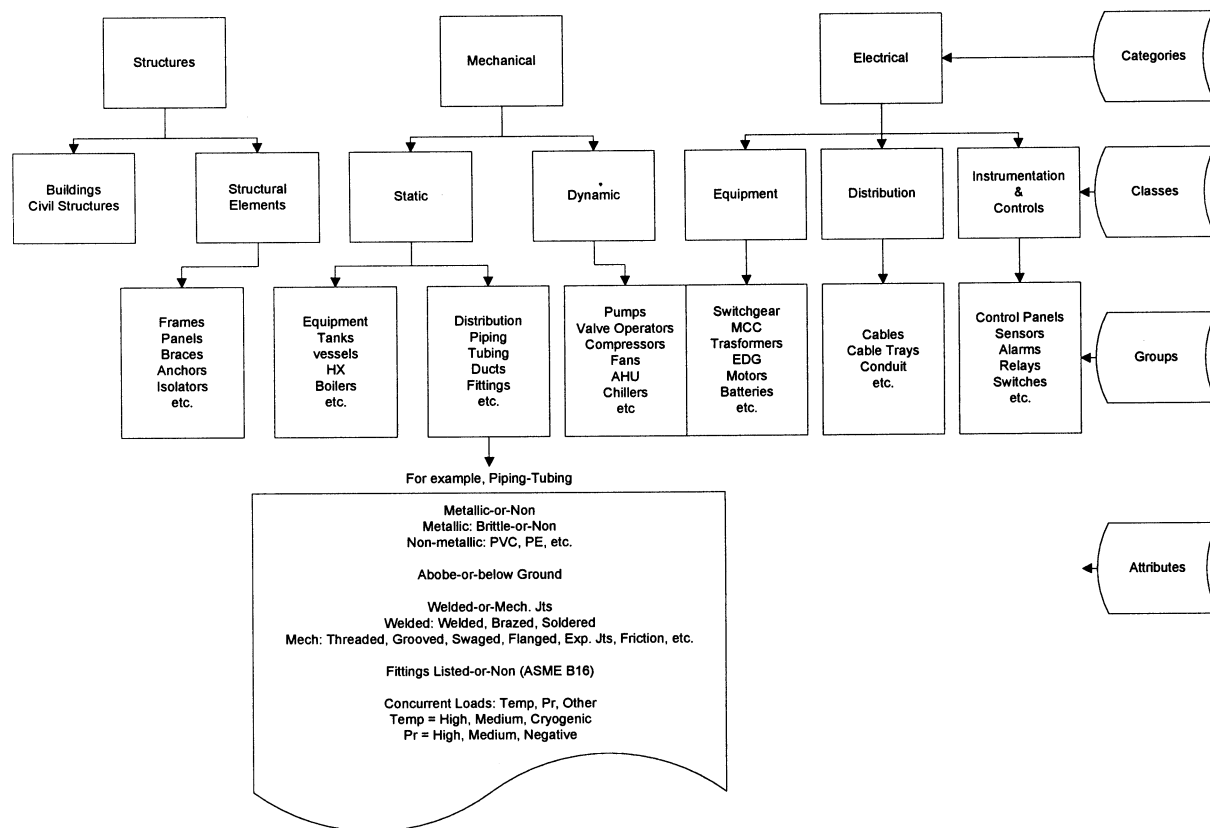 Structures
Mechanical
Electrical
Categories
Buildings
Civil Structures
Structural
Elements
Static
Dynamic
Equipment
Distribution
Instrumentation
&
Controls
Classes
Frames
Panels
Braces
Anchors
Isolators
etc.
Equipment
Tanks
vessels
HX
Boilers
etc.
Distribution
Piping
Tubing
Ducts
Fittings
etc.
Pumps
Valve Operators
Compressors
Fans
AHU
Chillers
etc
Switchgear
MCC
Trasformers
EDG
Motors
Batteries
etc.
Cables
Cable Trays
Conduit
etc.
Control Panels
Sensors
Alarms
Relays
Switches
etc.
Groups
For example, Piping-Tubing
Metallic-or-Non
Metallic: Brittle-or-Non
Non-metallic: PVC, PE, etc.
Abobe-or-below Ground
Welded-or-Mech. Jts
Welded: Welded, Brazed, Soldered
Mech: Threaded, Grooved, Swaged, Flanged, Exp. Jts, Friction, etc.
Fittings Listed-or-Non (ASME B16)
Concurrent Loads: Temp, Pr, Other
Temp = High, Medium, Cryogenic
Pr = High, Medium, Negative
Attributes